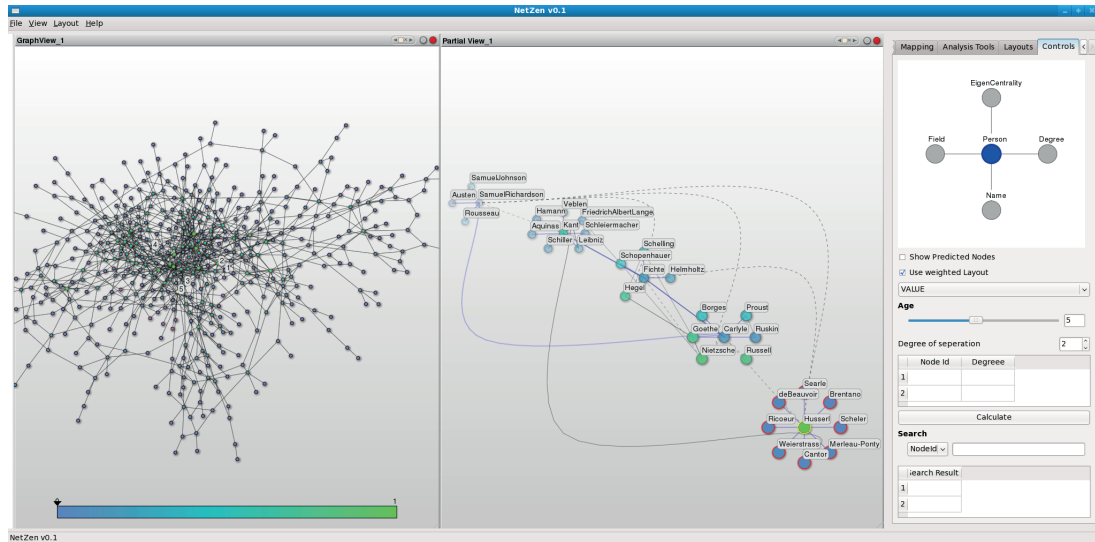 NetZen v0.1
File View Layout Help
GraphView_1
Partial View_1
Mapping Analysis Tools Layouts Controls
EigenCentrality
Field Person Degree
Name
SamuelJohnson
Austen SamuelRichardson
Rousseau
Veblen
Hamann FriedrichAlbertLange
Aquinas Kant Schleiermacher
Schiller Leibniz
Schelling
Schopenhauer
Fichte Helmholtz
Hegel
Borges Proust
Goethe Carlyle Ruskin
Nietzsche Russell
Searle
deBeauvoir Brentano
Ricoeur Husserl Scheler
Weierstrass Merleau-Ponty
Cantor
Show Predicted Nodes
Use weighted Layout
VALUE
Age
5
Degree of seperation 2
Node Id Degreee
1
2
Calculate
Search
NodeId
earch Result
1
2
1
NetZen v0.1